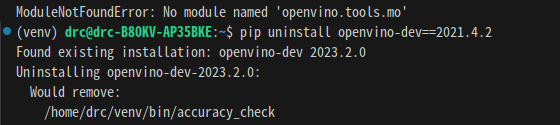 ModuleNotFoundError: No module named 'openvino.tools.mo'
(venv) drc@drc-B80KV-AP35BKE:~$ pip uninstall openvino-dev==2021.4.2
Found existing installation: openvino-dev 2023.2.0
Uninstalling openvino-dev-2023.2.0:
  Would remove:
    /home/drc/venv/bin/accuracy_check